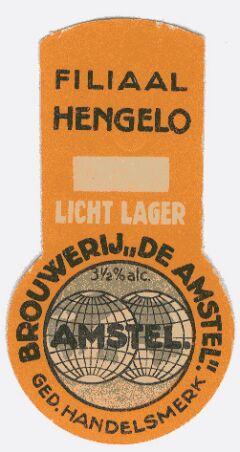 FILIAAL
HENGELO
LICHT LAGER
BROUWERIJ „DE AMSTEL"
3½% alc.
AMSTEL.
GED. HANDELSMERK